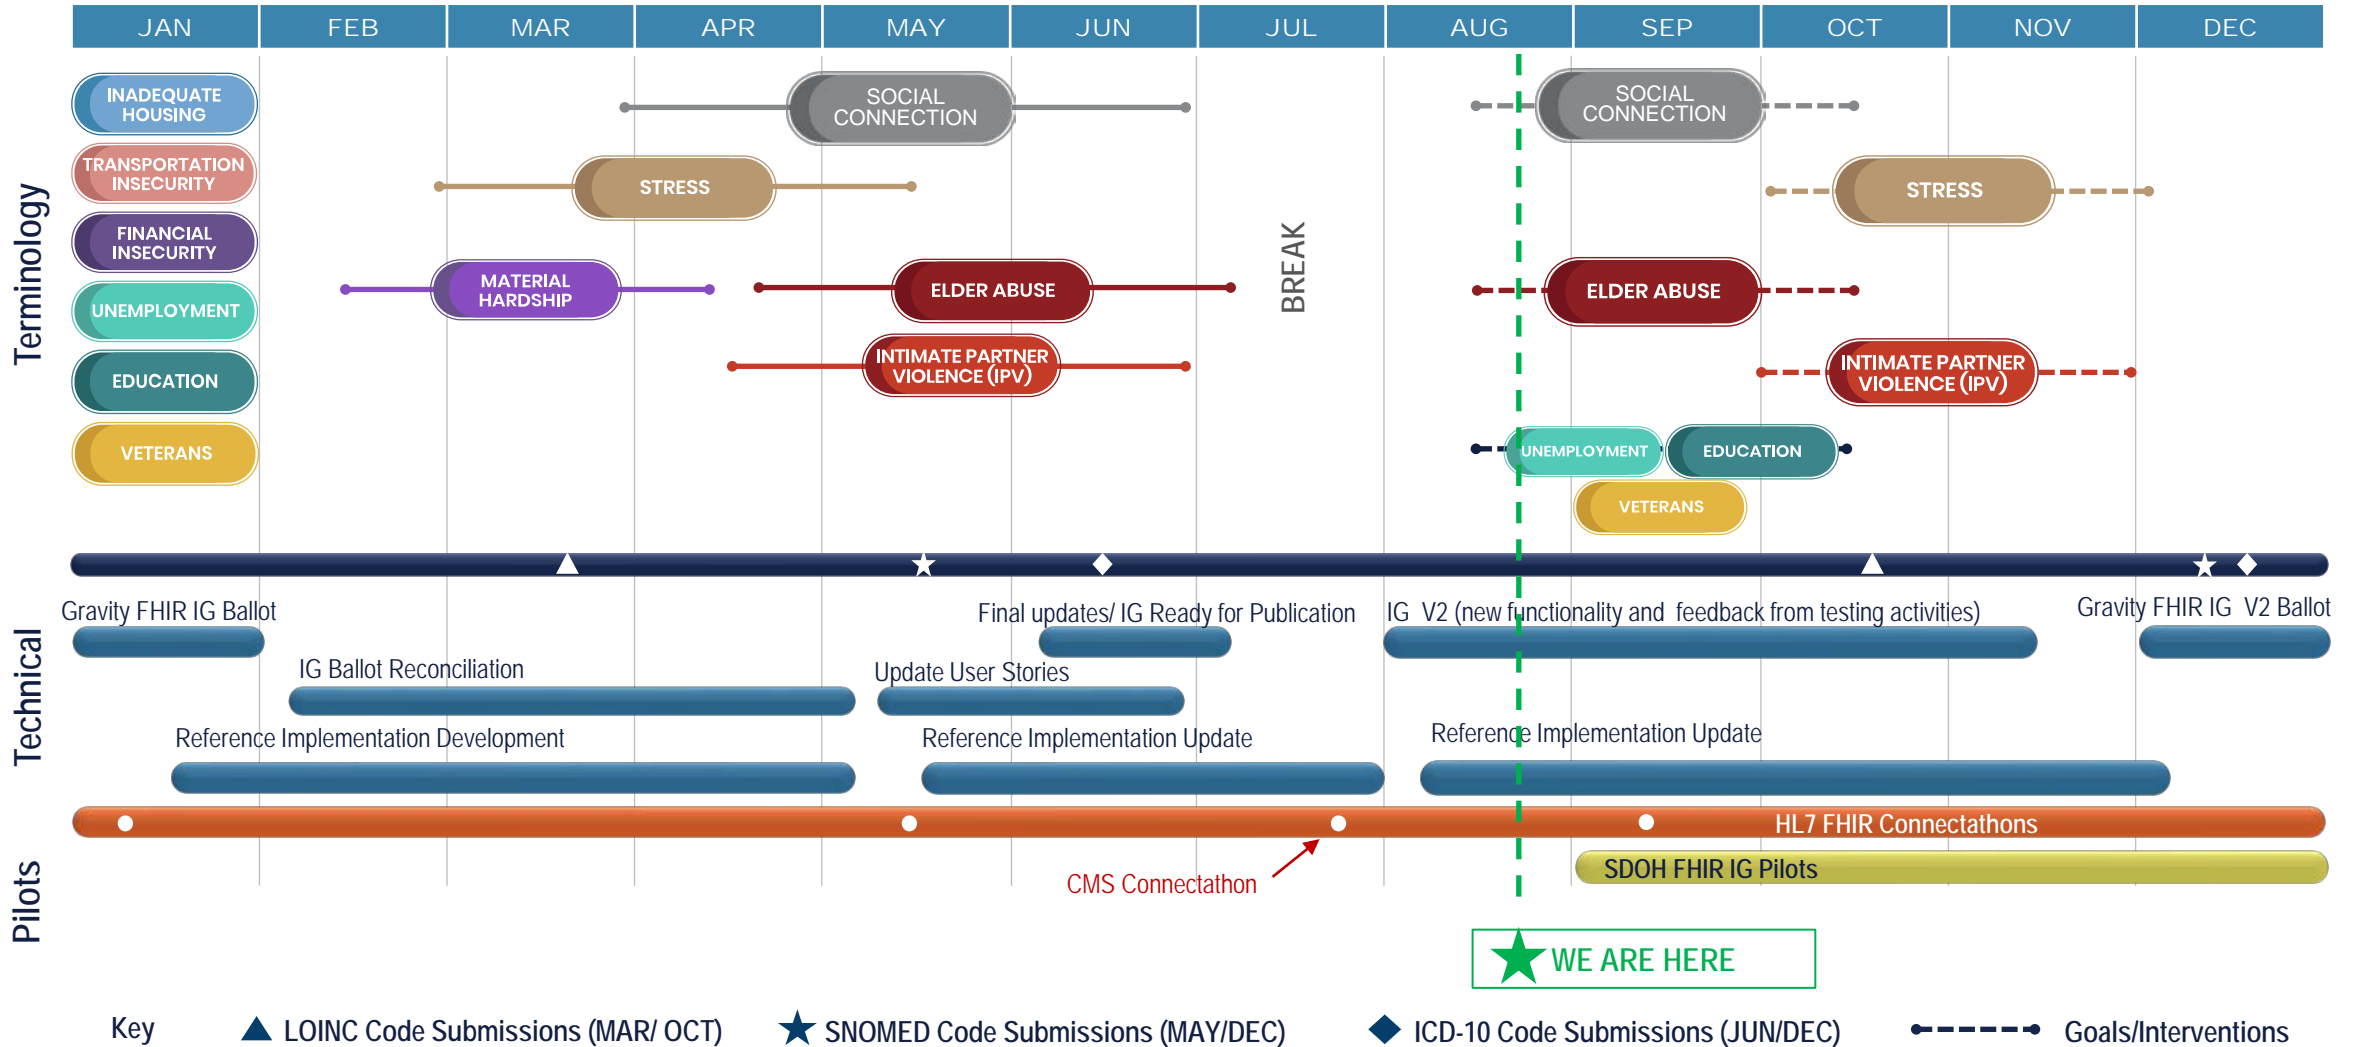 JAN FEB MAR APR MAY JUN JUL AUG SEP OCT NOV DEC
Terminology
INADEQUATE
HOUSING
TRANSPORTATION
INSECURITY
FINANCIAL
INSECURITY
UNEMPLOYMENT
EDUCATION
VETERANS
SOCIAL
CONNECTION
STRESS
MATERIAL
HARDSHIP
ELDER ABUSE
INTIMATE PARTNER
VIOLENCE (IPV)
BREAK
SOCIAL
CONNECTION
STRESS
ELDER ABUSE
INTIMATE PARTNER
VIOLENCE (IPV)
UNEMPLOYMENT
EDUCATION
VETERANS
Technical
Gravity FHIR IG Ballot
Final updates/ IG Ready for Publication
IG V2 (new functionality and feedback from testing activities)
Gravity FHIR IG V2 Ballot
IG Ballot Reconciliation
Update User Stories
Reference Implementation Development
Reference Implementation Update
Reference Implementation Update
Pilots
HL7 FHIR Connectathons
CMS Connectathon
SDOH FHIR IG Pilots
WE ARE HERE
Key
LOINC Code Submissions (MAR/ OCT)
SNOMED Code Submissions (MAY/DEC)
ICD-10 Code Submissions (JUN/DEC)
Goals/Interventions